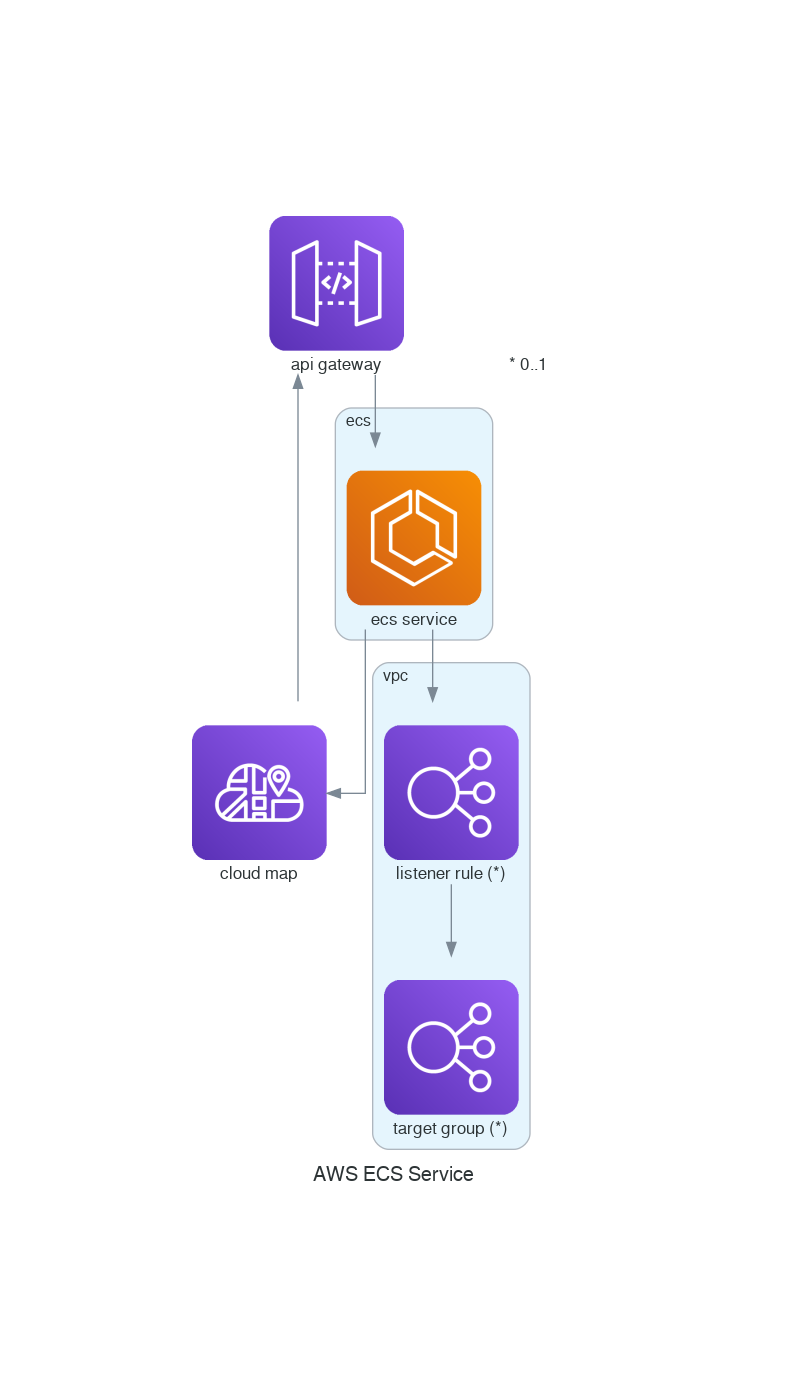 api gateway
* 0..1
ecs
ecs service
vpc
cloud map
listener rule (*)
target group (*)
AWS ECS Service